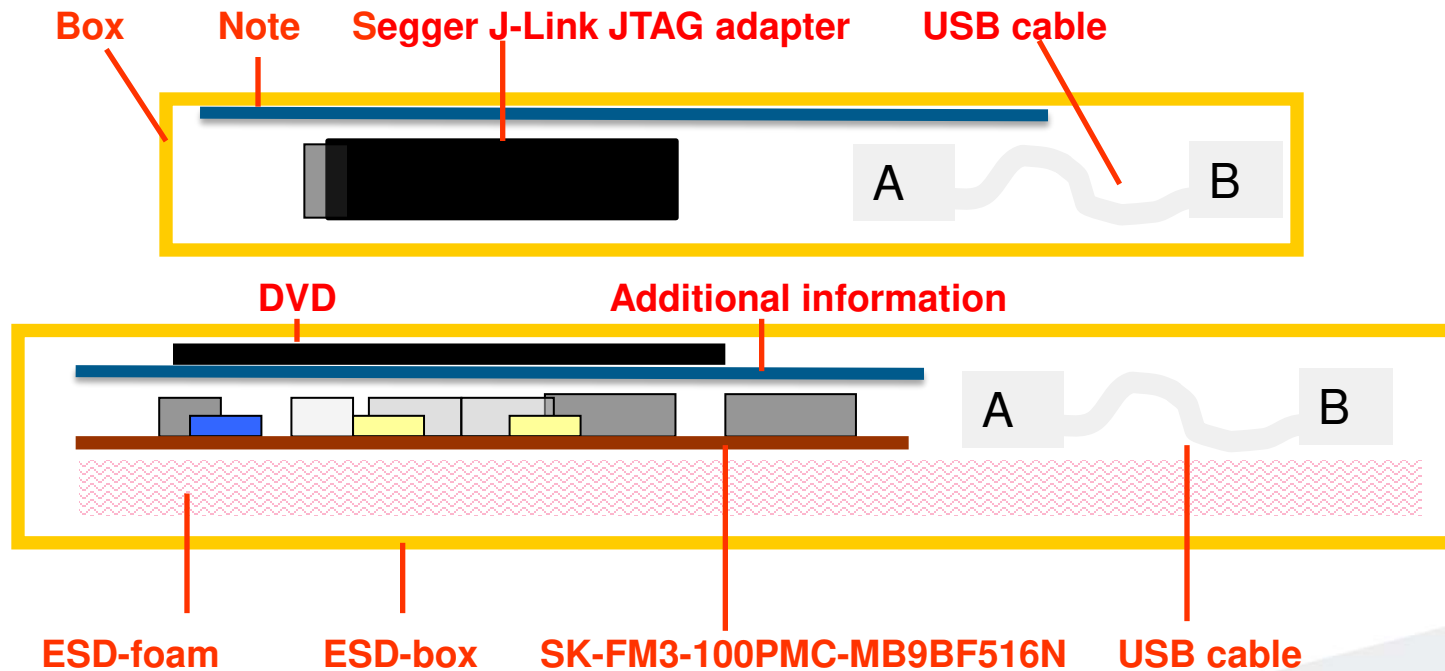 Box Note Segger J-Link JTAG adapter USB cable
A B
DVD Additional information
A B
ESD-foam ESD-box SK-FM3-100PMC-MB9BF516N USB cable